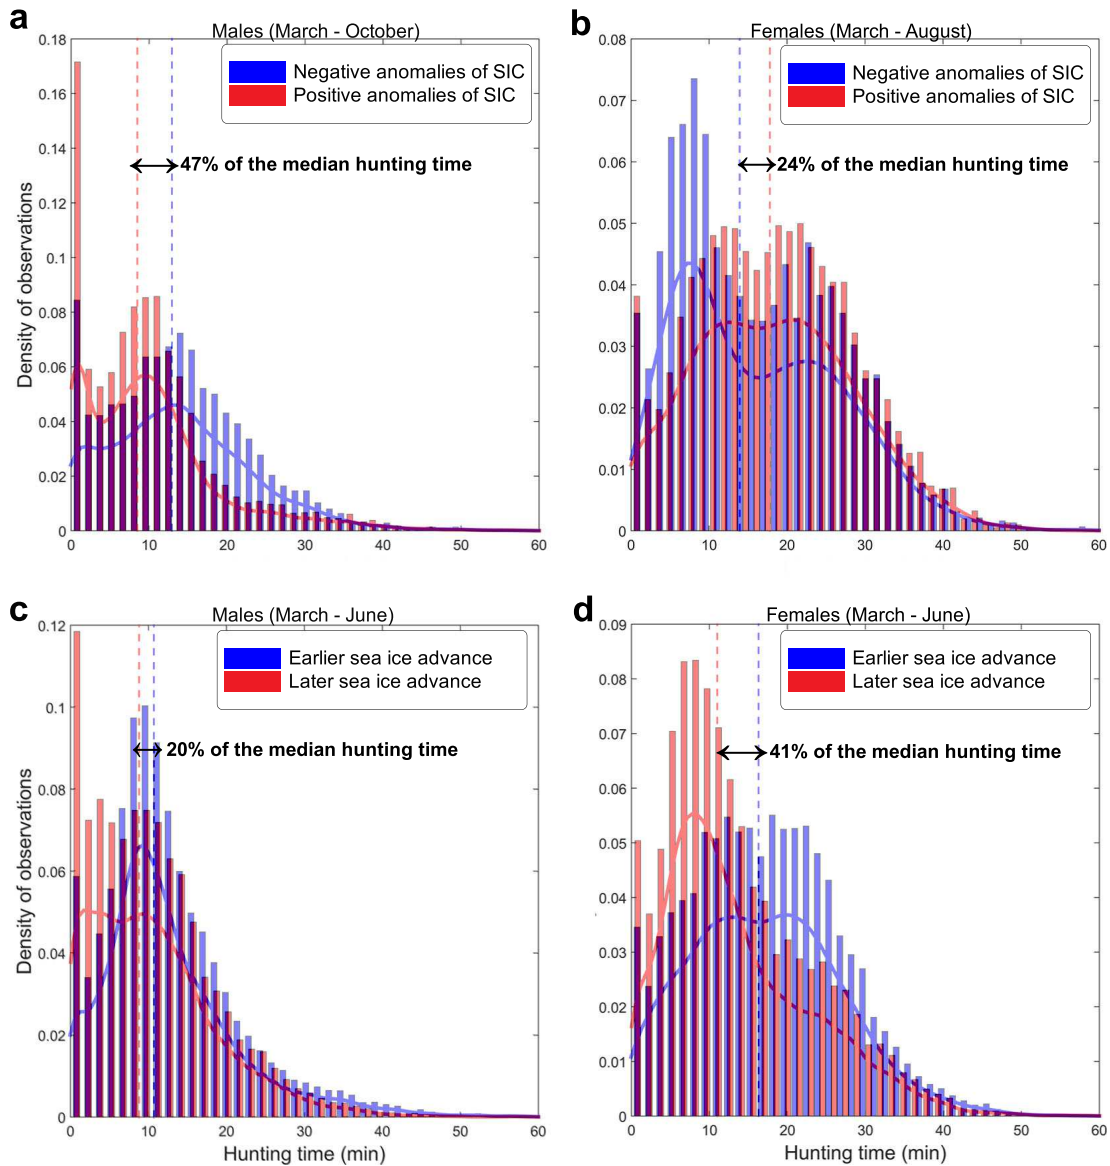 a
Males (March - October)
Negative anomalies of SIC
Positive anomalies of SIC
47% of the median hunting time
Density of observations
0.18
0.16
0.14
0.12
0.1
0.08
0.06
0.04
0.02
0
0 10 20 30 40 50 60
b
Females (March - August)
Negative anomalies of SIC
Positive anomalies of SIC
24% of the median hunting time
0.08
0.07
0.06
0.05
0.04
0.03
0.02
0.01
0
0 10 20 30 40 50 60
c
Males (March - June)
Earlier sea ice advance
Later sea ice advance
20% of the median hunting time
Density of observations
0.12
0.1
0.08
0.06
0.04
0.02
0
0 10 20 30 40 50 60
Hunting time (min)
d
Females (March - June)
Earlier sea ice advance
Later sea ice advance
41% of the median hunting time
0.09
0.08
0.07
0.06
0.05
0.04
0.03
0.02
0.01
0
0 10 20 30 40 50 60
Hunting time (min)